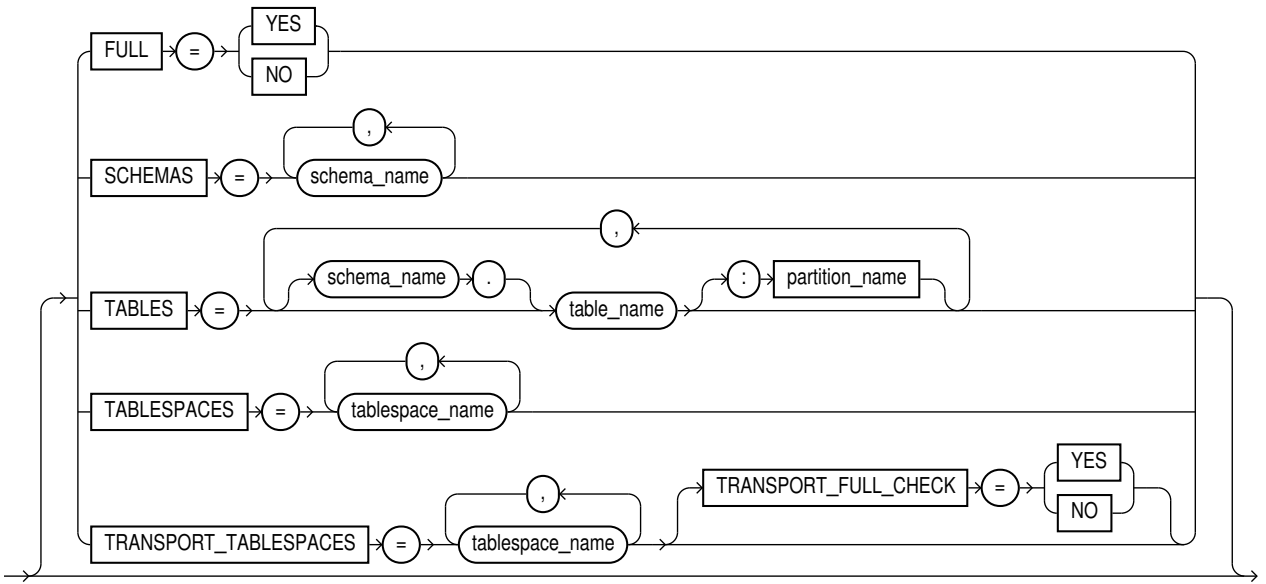 YES
FULL =
NO
,
SCHEMAS = schema_name
,
schema_name . : partition_name
TABLES = table_name
,
TABLESPACES = tablespace_name
YES
TRANSPORT_FULL_CHECK =
NO
,
TRANSPORT_TABLESPACES = tablespace_name